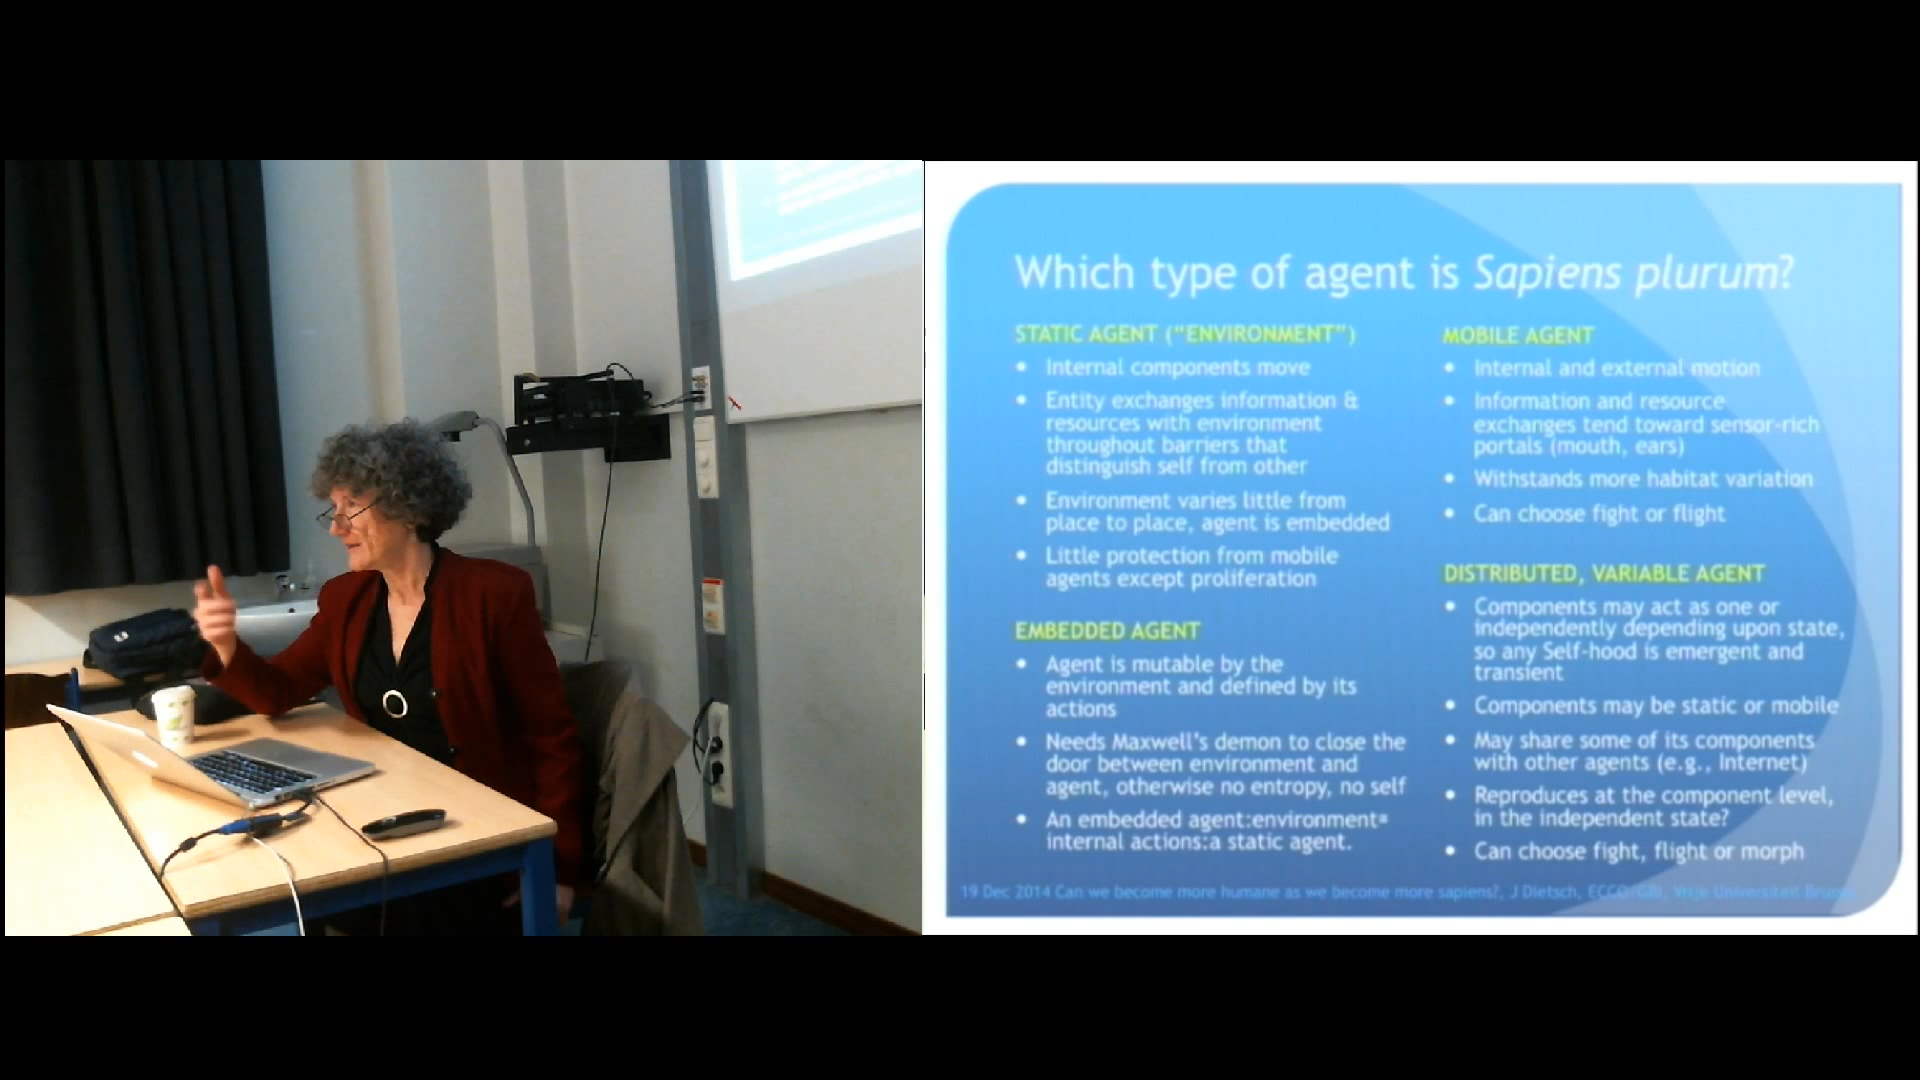 Which type of agent is Sapiens plurum?
STATIC AGENT ("ENVIRONMENT")
• Internal components move
• Entity exchanges information &
resources with environment
throughout barriers that
distinguish self from other
• Environment varies little from
place to place, agent is embedded
• Little protection from mobile
agents except proliferation
EMBEDDED AGENT
• Agent is mutable by the
environment and defined by its
actions
• Needs Maxwell's demon to close the
door between environment and
agent, otherwise no entropy, no self
• An embedded agent:environment=
internal actions:a static agent.
MOBILE AGENT
• Internal and external motion
• Information and resource
exchanges tend toward sensor-rich
portals (mouth, ears)
• Withstands more habitat variation
• Can choose fight or flight
DISTRIBUTED, VARIABLE AGENT
• Components may act as one or
independently depending upon state,
so any Self-hood is emergent and
transient
• Components may be static or mobile
• May share some of its components
with other agents (e.g., Internet)
• Reproduces at the component level,
in the independent state?
• Can choose fight, flight or morph
19 Dec 2014 Can we become more humane as we become more sapiens?, J Dietsch, ECCO/GBI, Vrije Universiteit